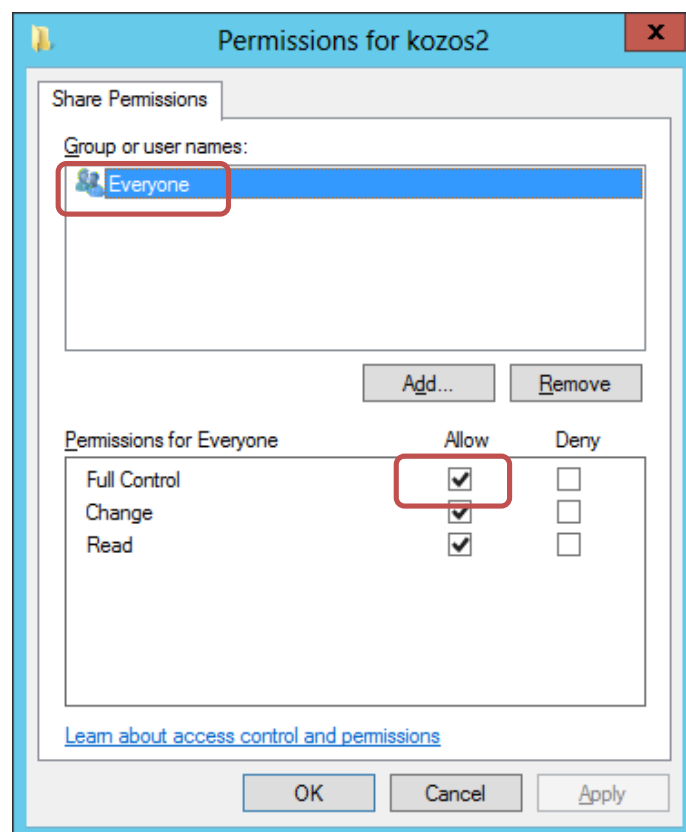 Permissions for kozos2
x
Share Permissions
Group or user names:
Everyone
Add... Remove
Permissions for Everyone Allow Deny
Full Control
Change
Read
Learn about access control and permissions
OK Cancel Apply